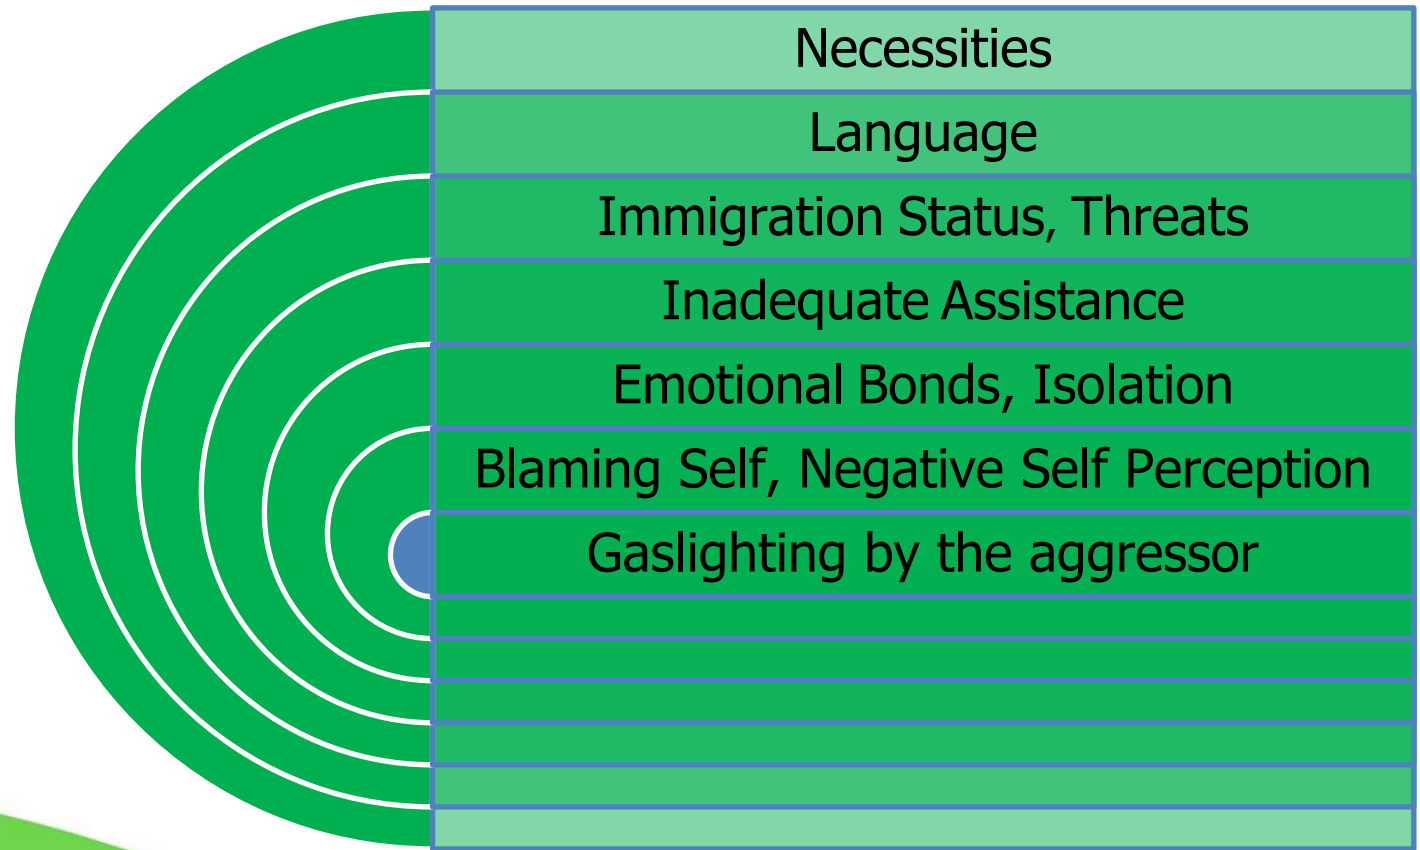 Necessities
Language
Immigration Status, Threats
Inadequate Assistance
Emotional Bonds, Isolation
Blaming Self, Negative Self Perception
Gaslighting by the aggressor